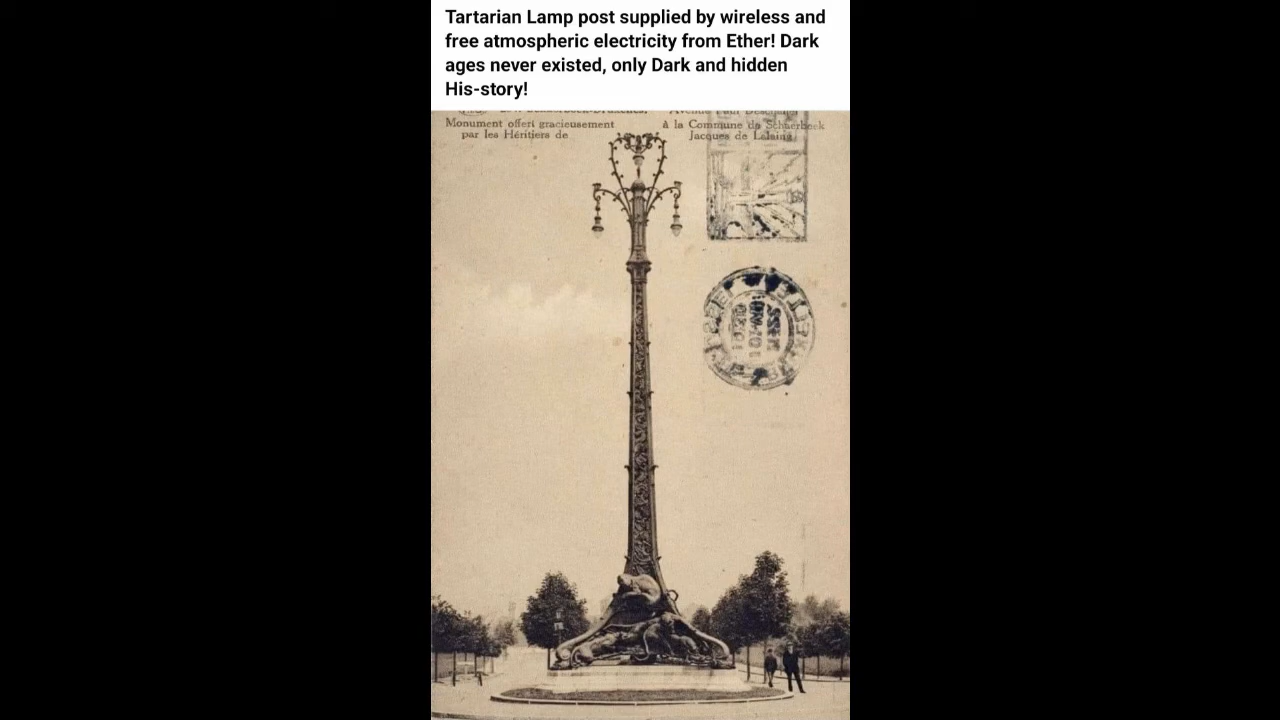 Tartarian Lamp post supplied by wireless and
free atmospheric electricity from Ether! Dark
ages never existed, only Dark and hidden
His-story!
Monument offert gracieusement à la Commune de Schaerbeek
par les Héritiers de Jacques de Lalaing